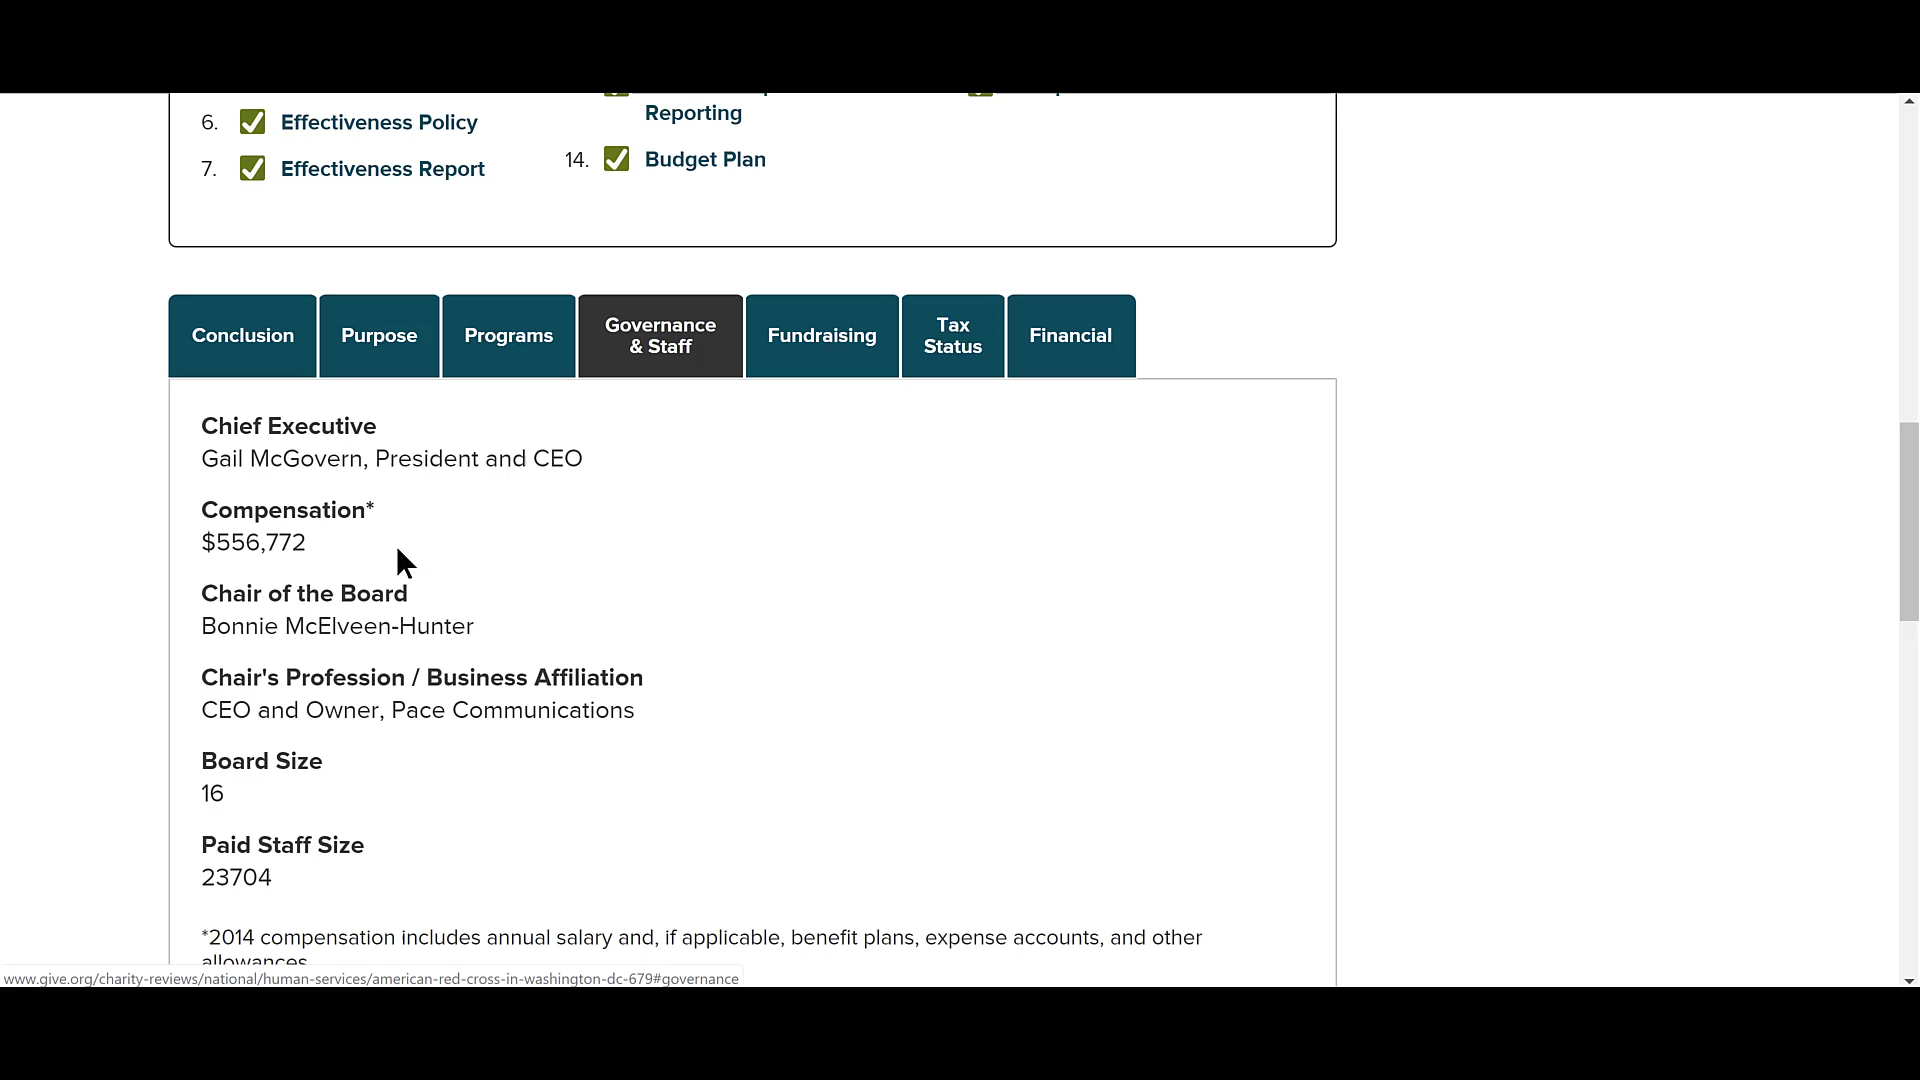 Reporting
6. Effectiveness Policy
14. Budget Plan
7. Effectiveness Report
Conclusion
Purpose
Programs
Governance
& Staff
Fundraising
Tax
Status
Financial
Chief Executive
Gail McGovern, President and CEO
Compensation*
$556,772
Chair of the Board
Bonnie McElveen-Hunter
Chair's Profession / Business Affiliation
CEO and Owner, Pace Communications
Board Size
16
Paid Staff Size
23704
*2014 compensation includes annual salary and, if applicable, benefit plans, expense accounts, and other
allowances
www.give.org/charity-reviews/national/human-services/american-red-cross-in-washington-dc-679#governance